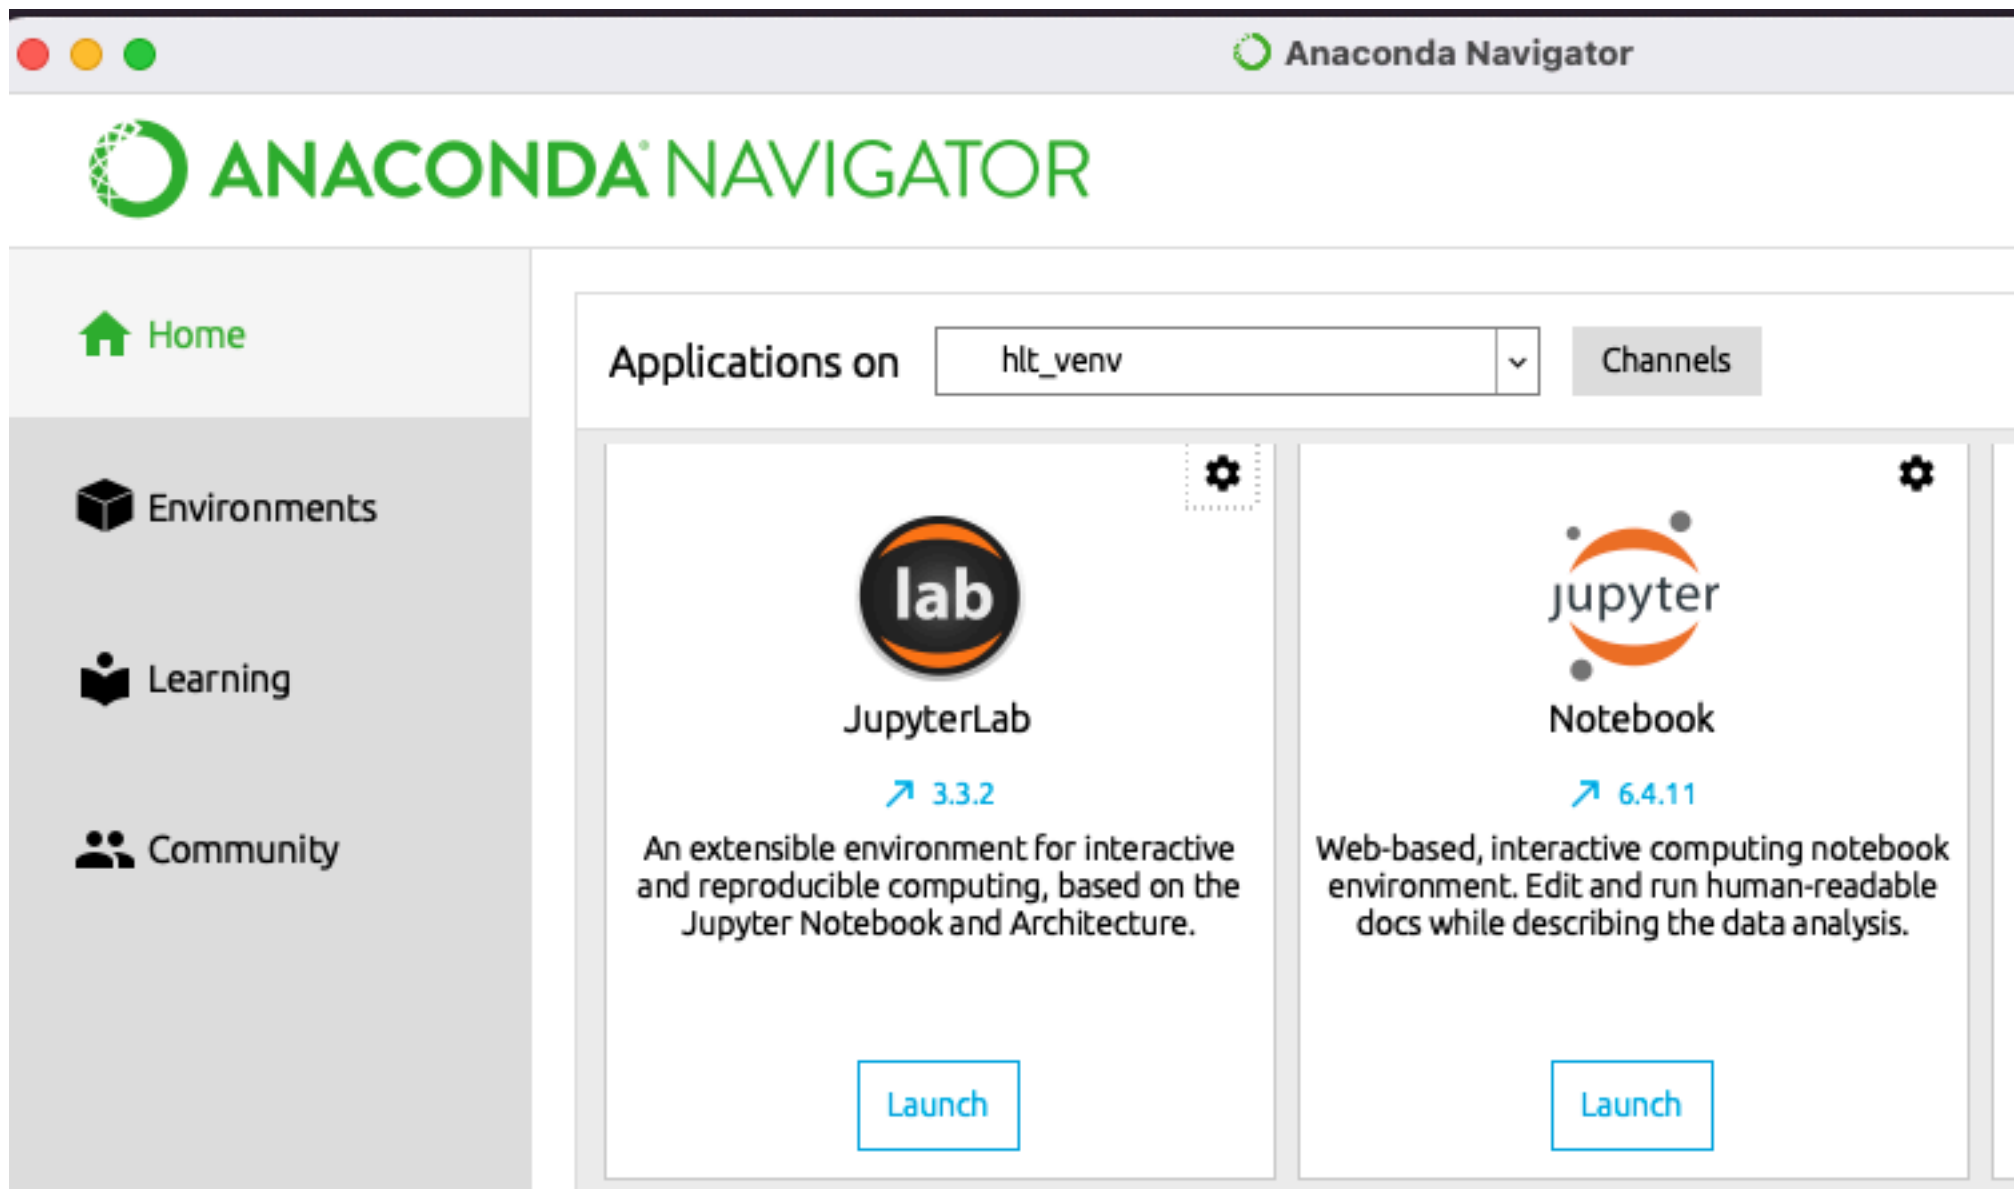 Anaconda Navigator
ANACONDA NAVIGATOR
Home
Environments
Learning
Community
Applications on hlt_venv Channels
lab
JupyterLab
3.3.2
An extensible environment for interactive
and reproducible computing, based on the
Jupyter Notebook and Architecture.
Launch
jupyter
Notebook
6.4.11
Web-based, interactive computing notebook
environment. Edit and run human-readable
docs while describing the data analysis.
Launch